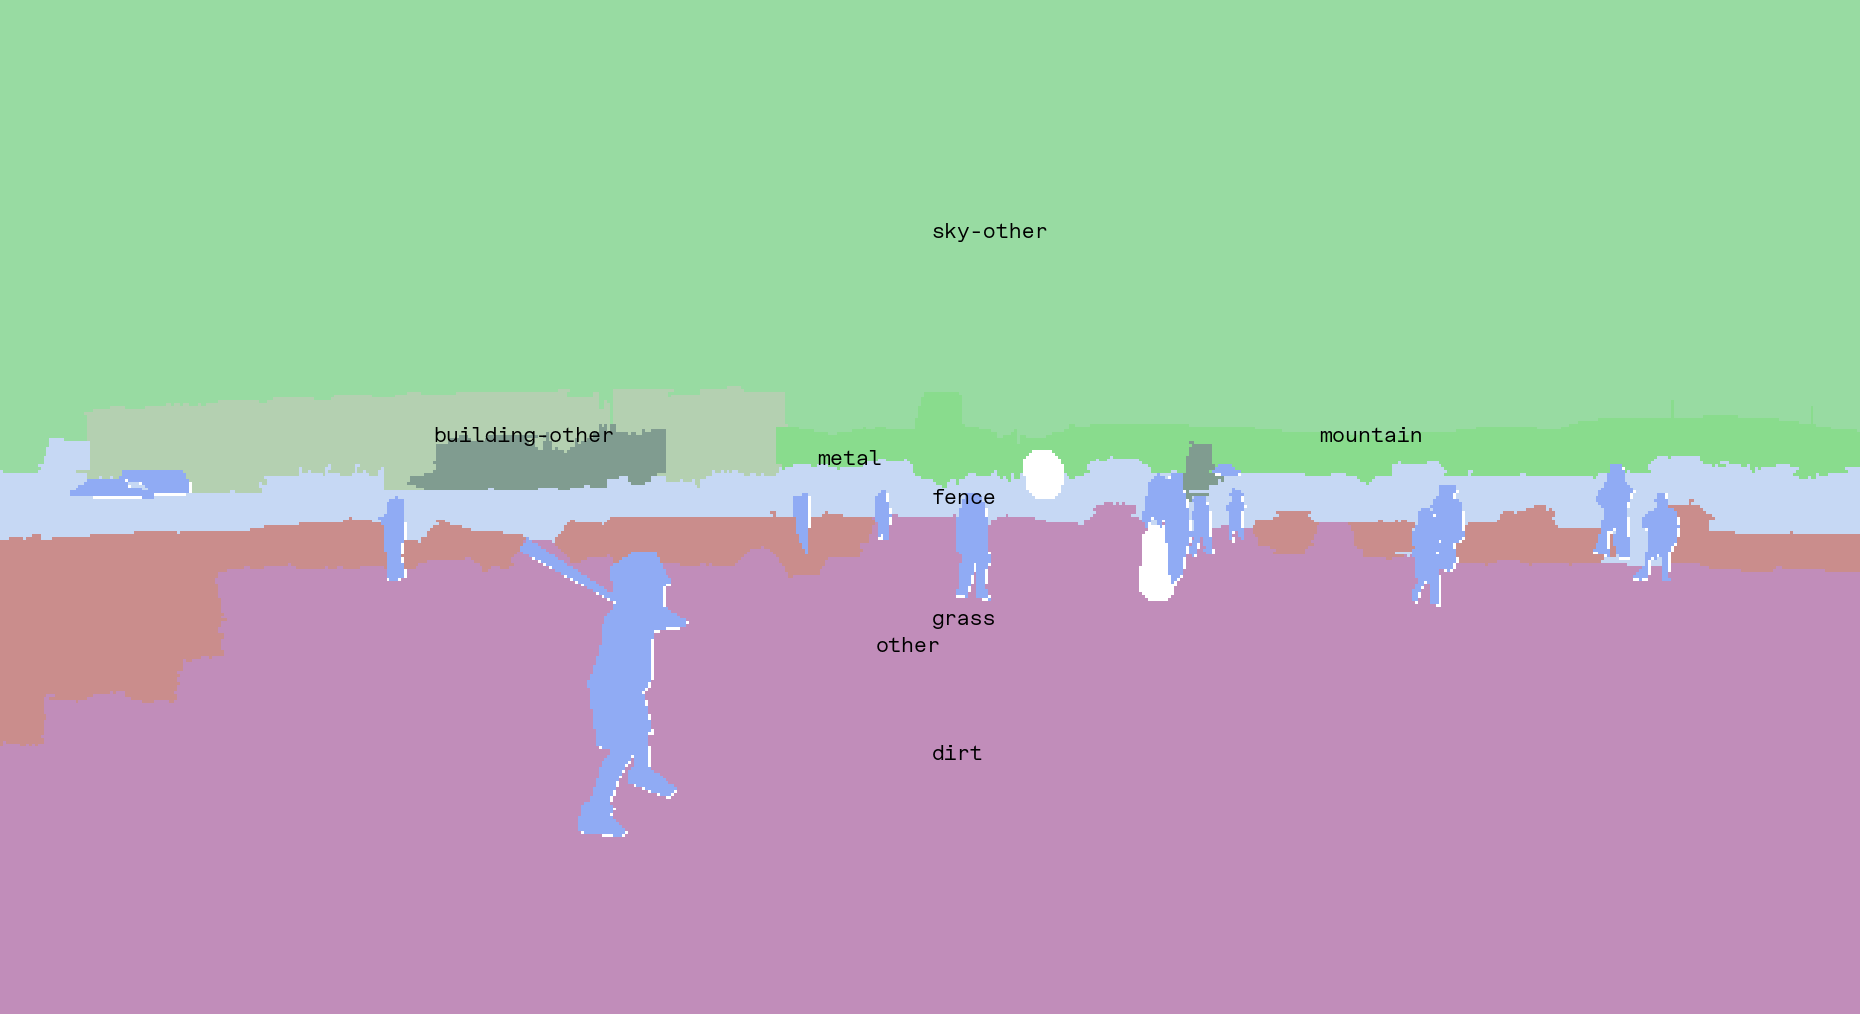 sky-other
building-other
mountain
metal
fence
grass
other
dirt